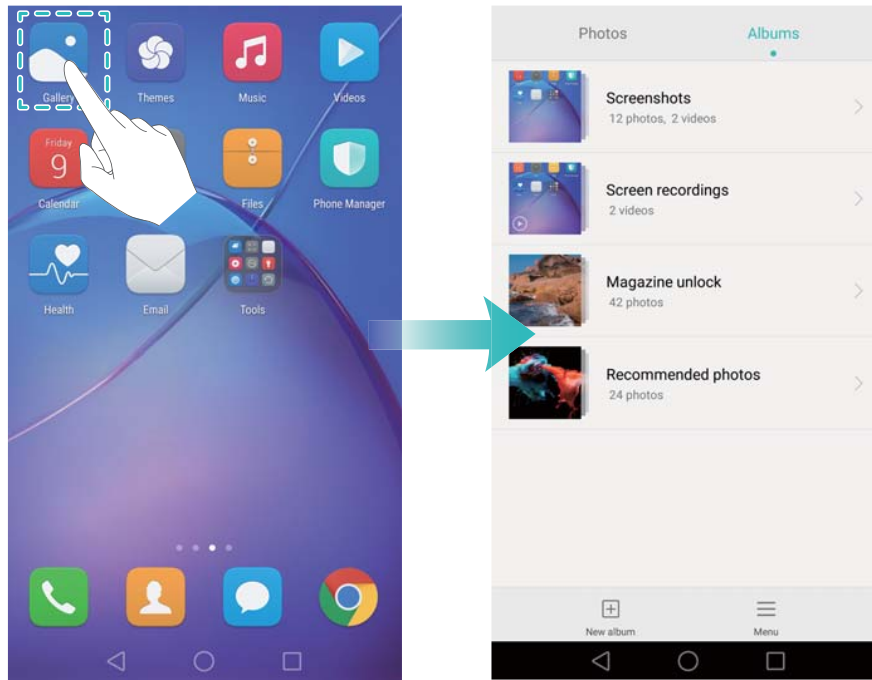 Gallery
Themes
Music
Videos
Friday
9
Calendar
Files
Phone Manager
Health
Email
Tools
Photos
Albums
Screenshots
12 photos, 2 videos
Screen recordings
2 videos
Magazine unlock
42 photos
Recommended photos
24 photos
New album
Menu